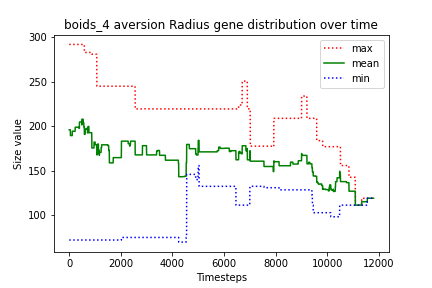 boids_4 aversion Radius gene distribution over time
300
250
200
150
100
Size value
max
mean
min
0 2000 4000 6000 8000 10000 12000
Timesteps